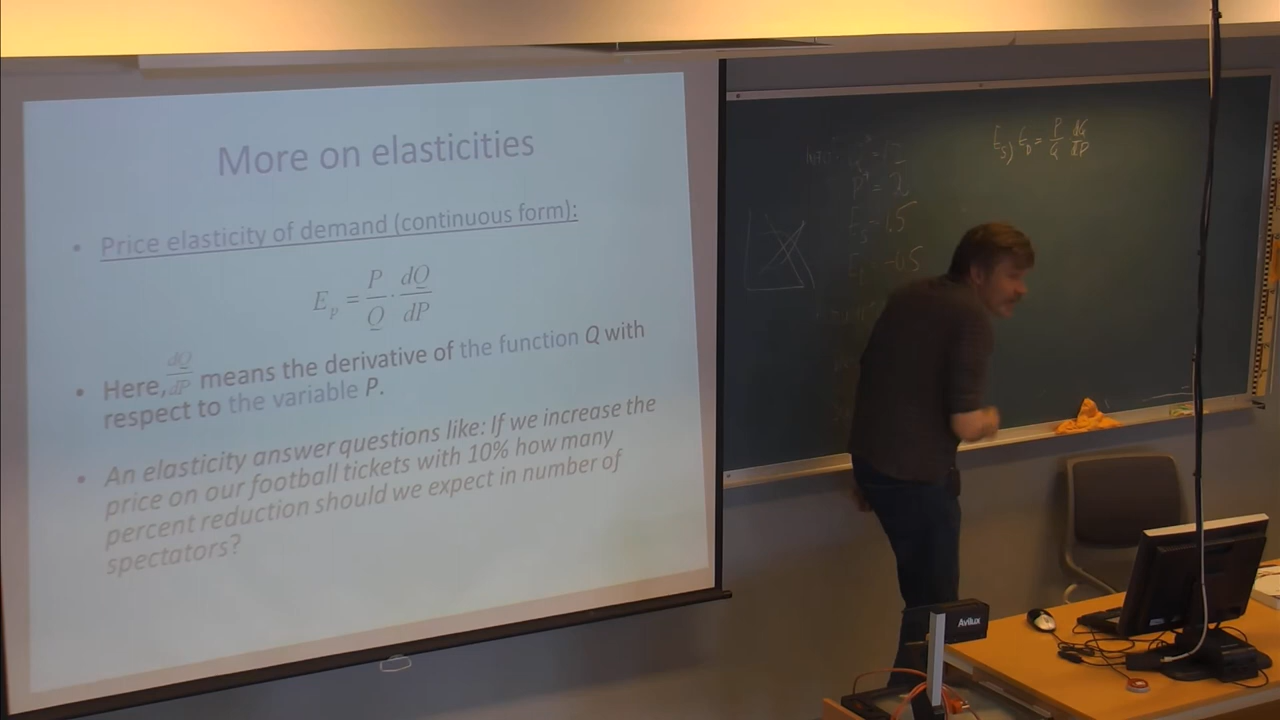 More on elasticities
• Price elasticity of demand (continuous form):
E_p = P/Q · dQ/dP
• Here, dQ/dP means the derivative of the function Q with
respect to the variable P.
• An elasticity answer questions like: If we increase the
price on our football tickets with 10% how many
percent reduction should we expect in number of
spectators?
E_S, E_D = P/Q dQ/dP
P* = 2
1.5
-0.5
Avilux